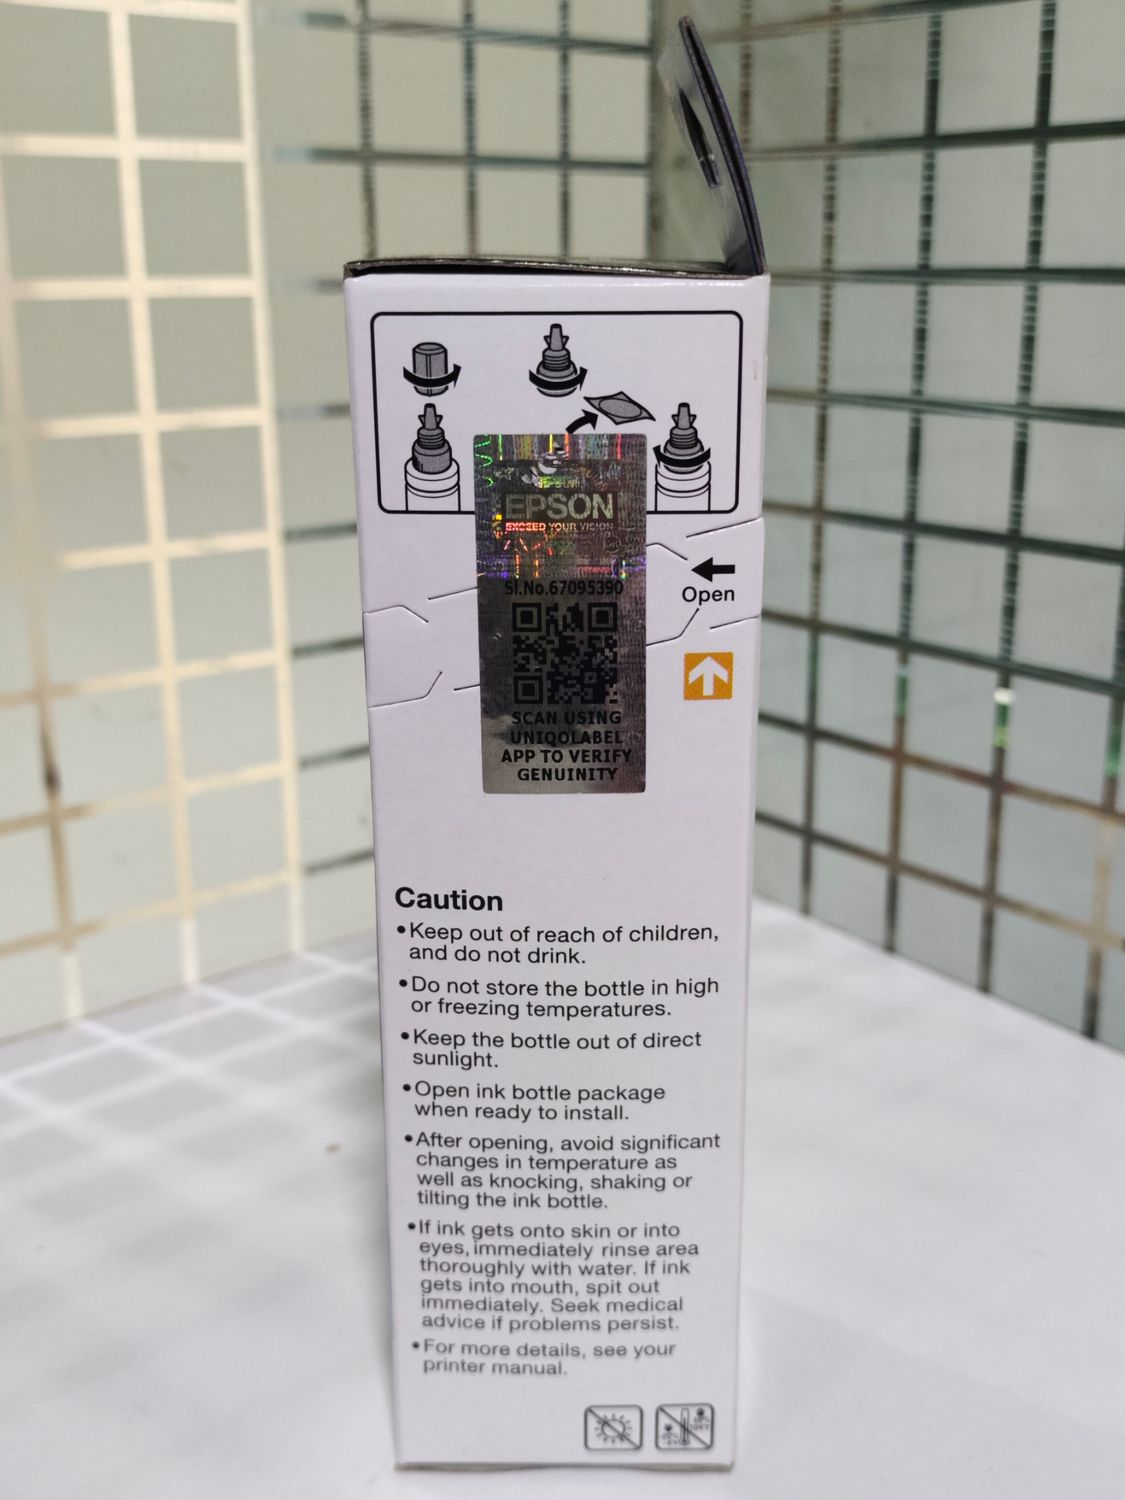 EPSON
EXCEED YOUR VISION
Sl.No.67095390
SCAN USING
UNIQOLABEL
APP TO VERIFY
GENUINITY
Open
Caution
•Keep out of reach of children,
and do not drink.
•Do not store the bottle in high
or freezing temperatures.
•Keep the bottle out of direct
sunlight.
•Open ink bottle package
when ready to install.
•After opening, avoid significant
changes in temperature as
well as knocking, shaking or
tilting the ink bottle.
•If ink gets onto skin or into
eyes, immediately rinse area
thoroughly with water. If ink
gets into mouth, spit out
immediately. Seek medical
advice if problems persist.
•For more details, see your
printer manual.